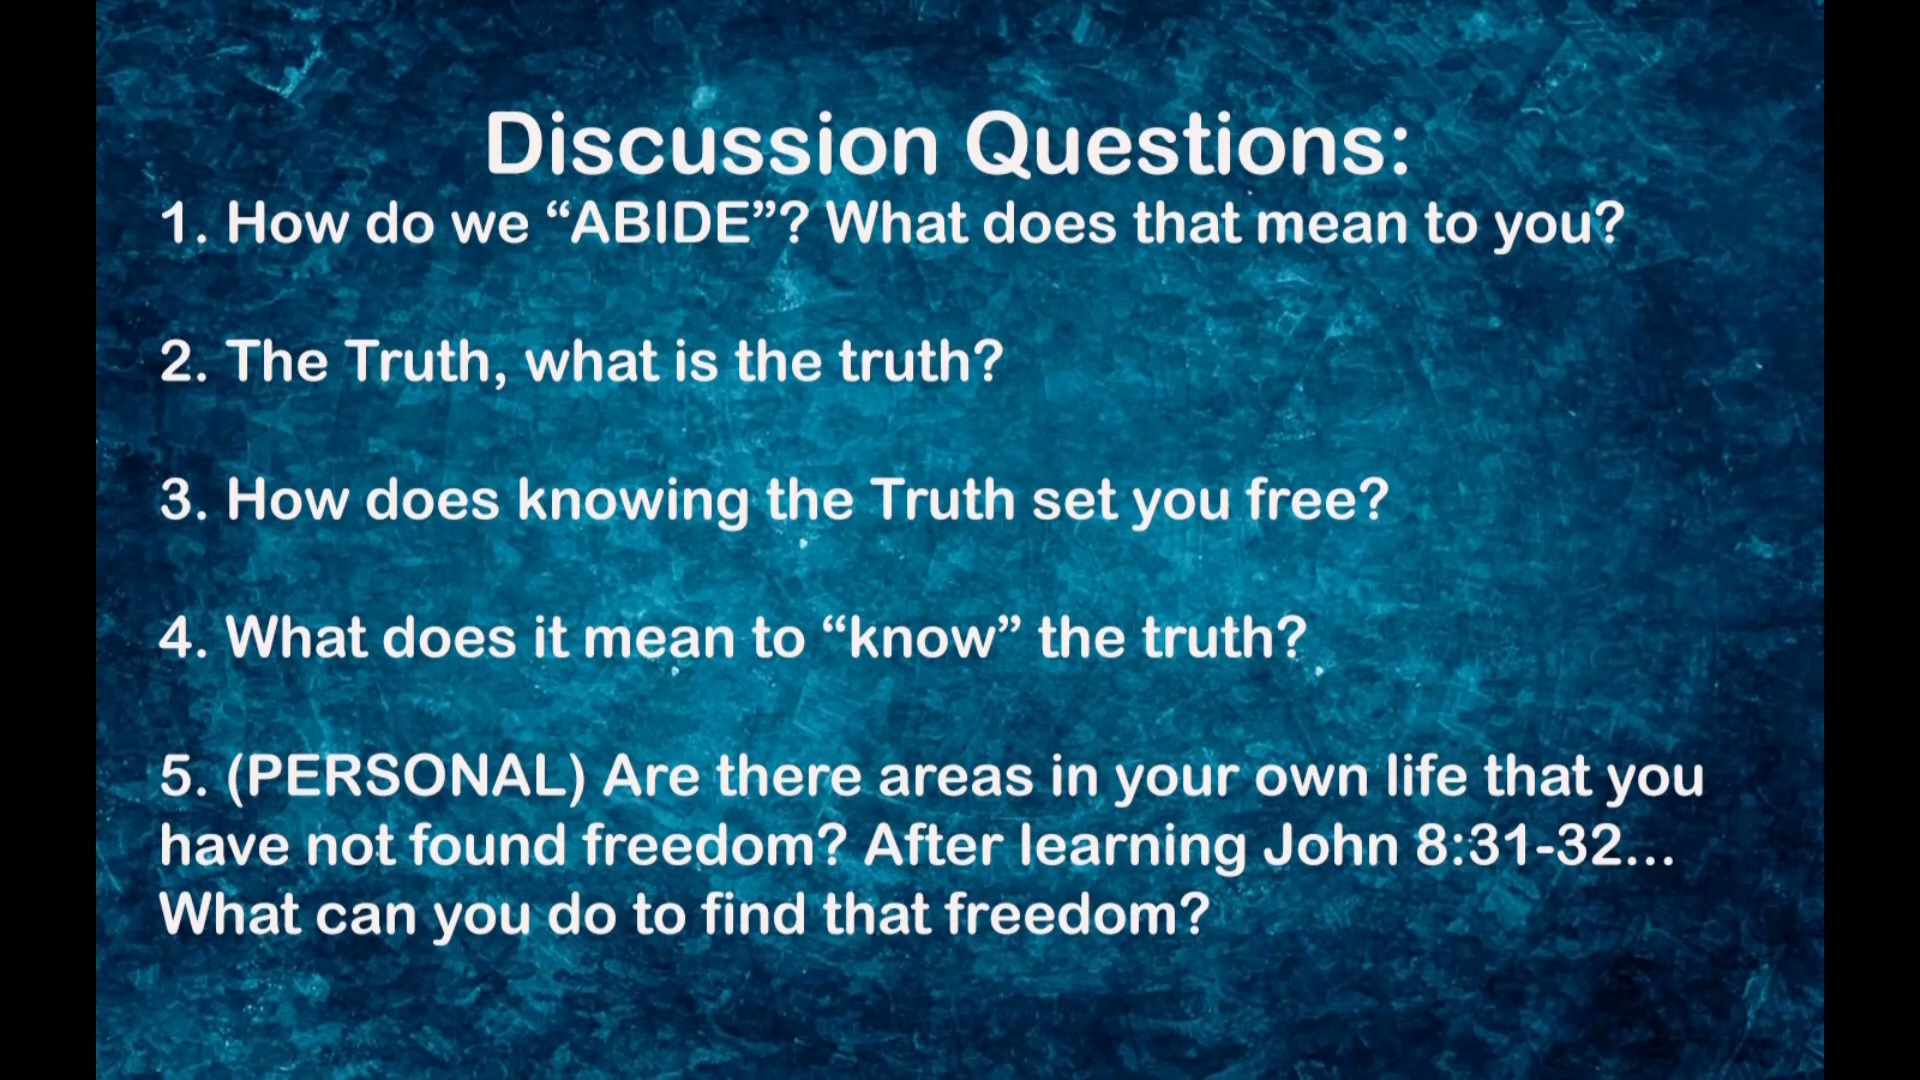 Discussion Questions:
1. How do we “ABIDE”? What does that mean to you?
2. The Truth, what is the truth?
3. How does knowing the Truth set you free?
4. What does it mean to “know” the truth?
5. (PERSONAL) Are there areas in your own life that you
have not found freedom? After learning John 8:31-32...
What can you do to find that freedom?